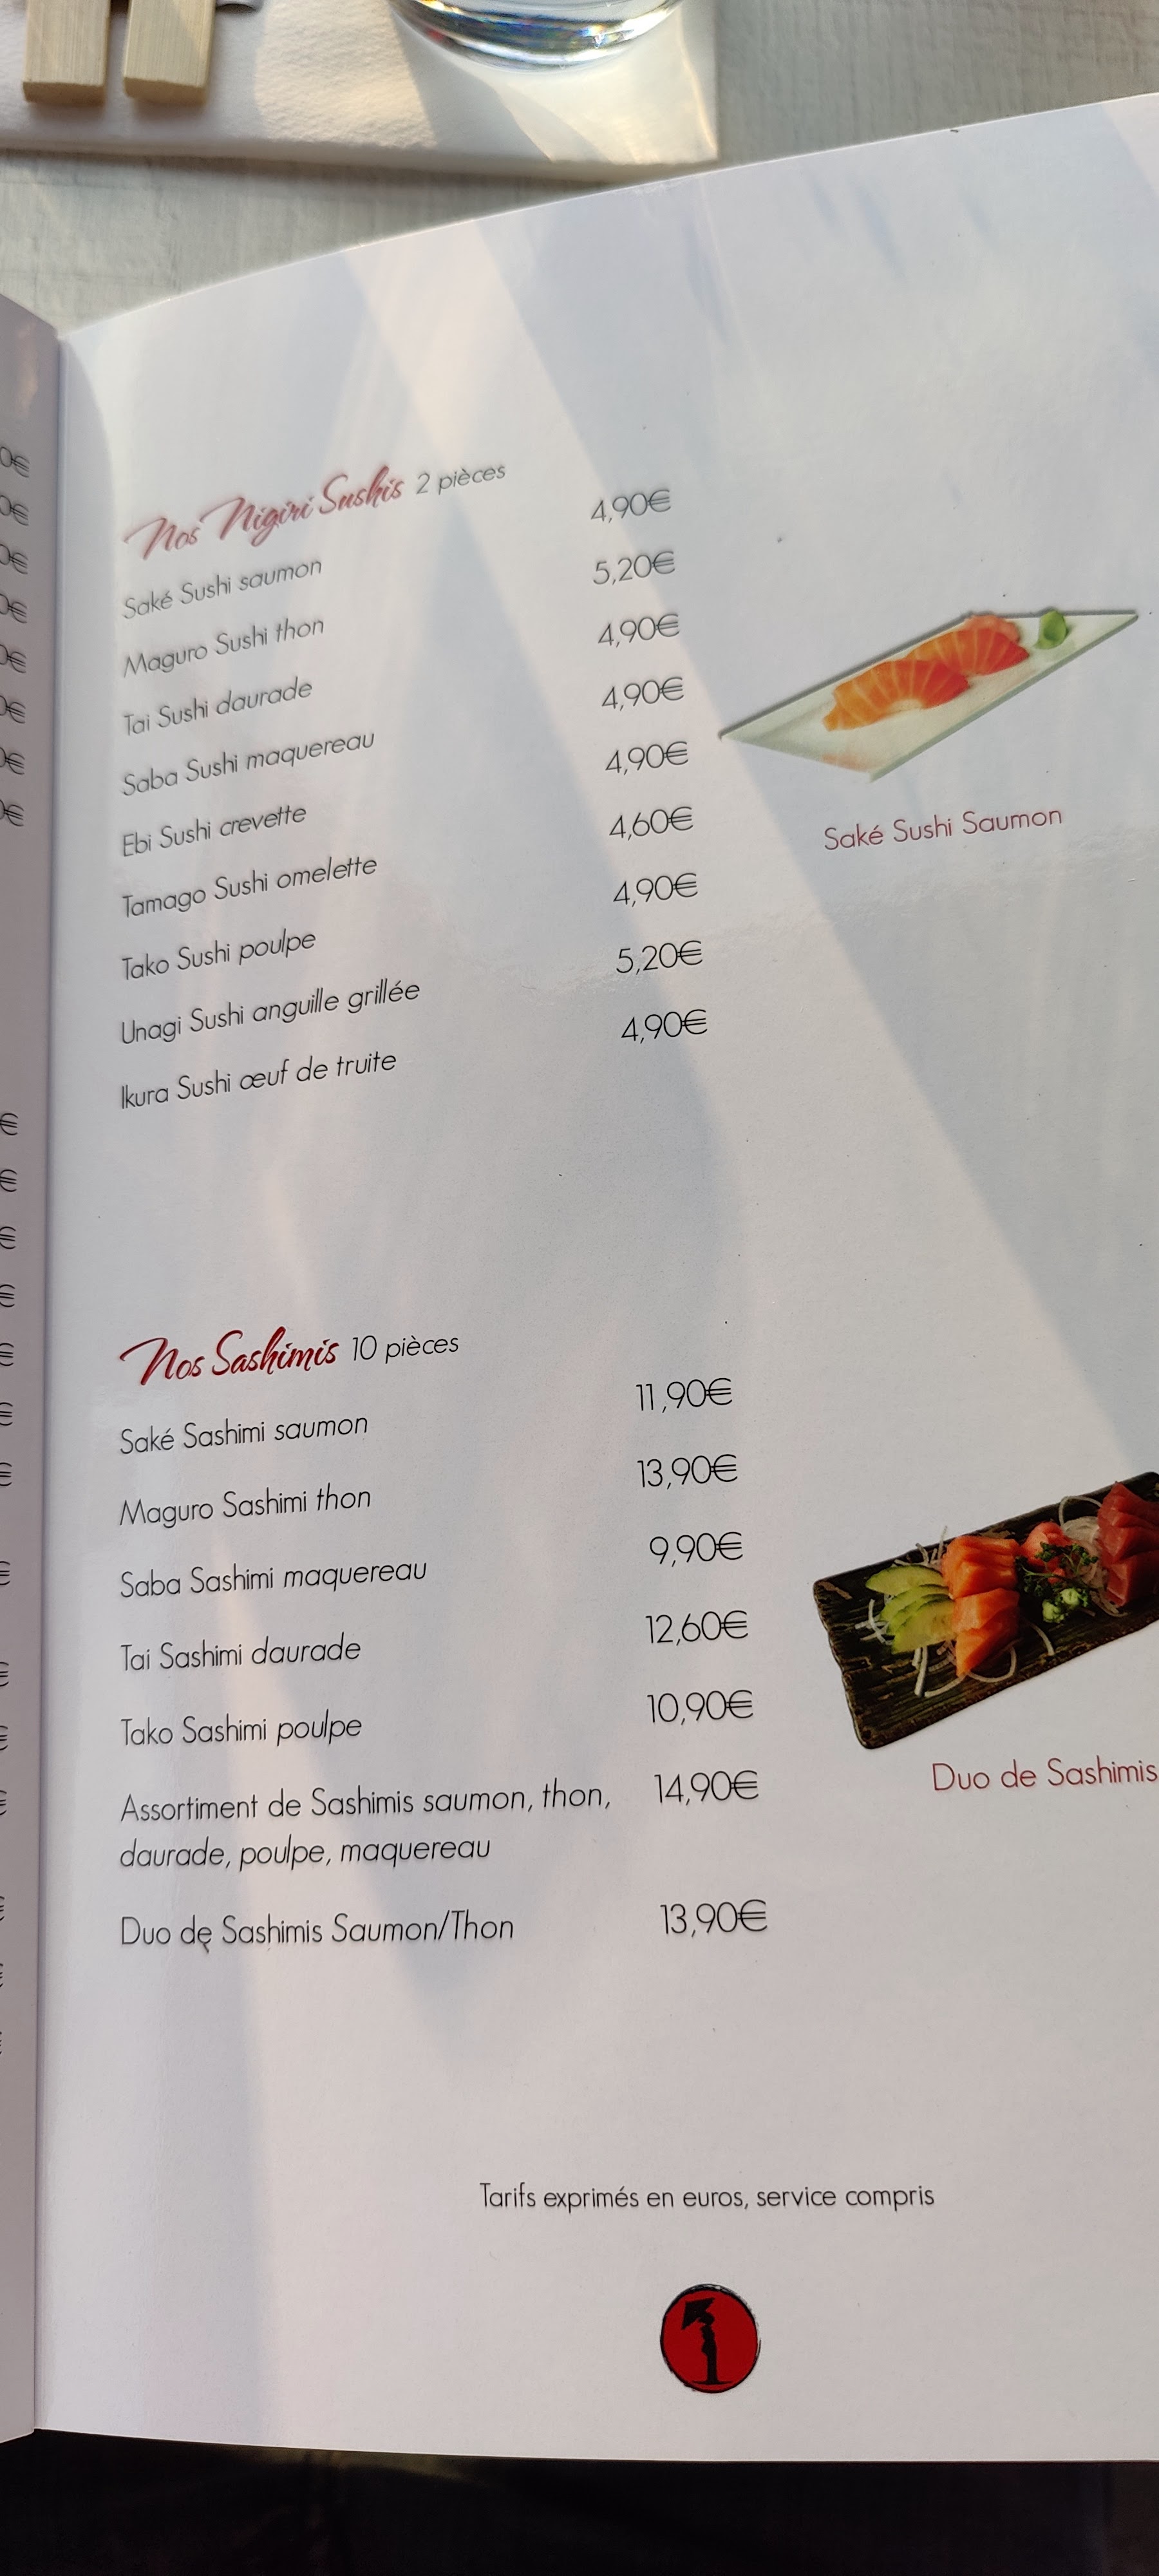 Nos Nigiri Sushis 2 pièces
Saké Sushi saumon 4,90€
Maguro Sushi thon 5,20€
Tai Sushi daurade 4,90€
Saba Sushi maquereau 4,90€
Ebi Sushi crevette 4,90€
Tamago Sushi omelette 4,60€
Tako Sushi poulpe 4,90€
Unagi Sushi anguille grillée 5,20€
Ikura Sushi œuf de truite 4,90€
Saké Sushi Saumon
Nos Sashimis 10 pièces
Saké Sashimi saumon 11,90€
Maguro Sashimi thon 13,90€
Saba Sashimi maquereau 9,90€
Tai Sashimi daurade 12,60€
Tako Sashimi poulpe 10,90€
Assortiment de Sashimis saumon, thon, 14,90€
daurade, poulpe, maquereau
Duo de Sashimis Saumon/Thon 13,90€
Duo de Sashimis
Tarifs exprimés en euros, service compris